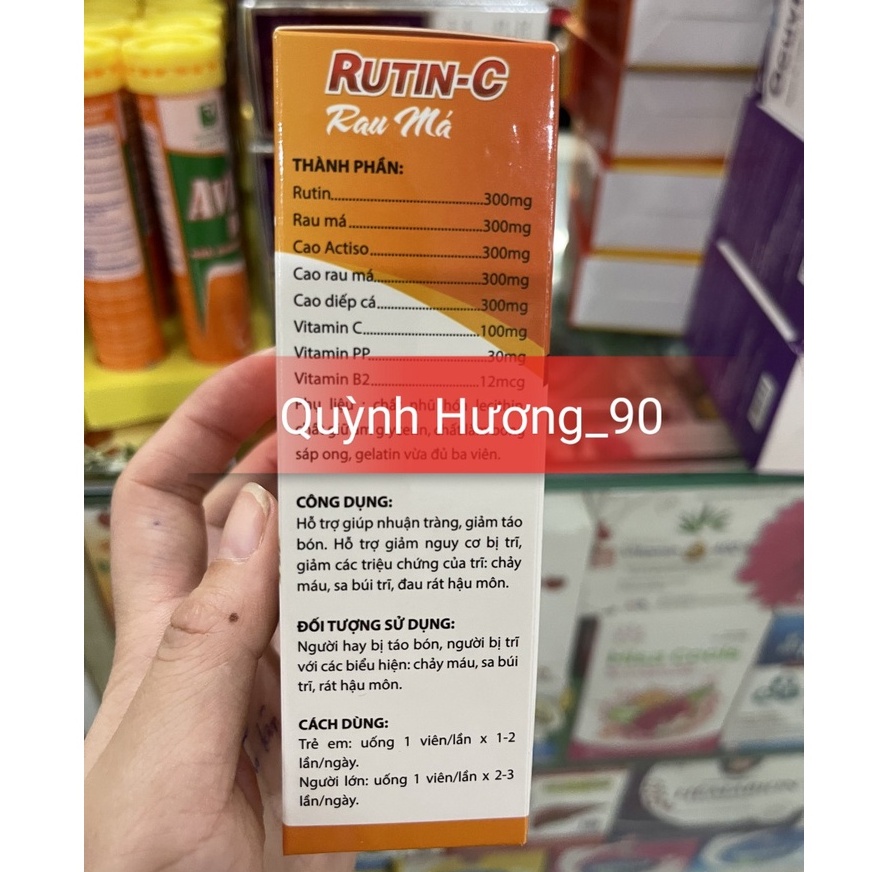 RUTIN-C
Rau Má
THÀNH PHẦN:
Rutin..........300mg
Rau má..........300mg
Cao Actiso..........300mg
Cao rau má..........300mg
Cao diếp cá..........300mg
Vitamin C..........100mg
Vitamin PP..........30mg
Vitamin B2..........12mcg
Quỳnh Hương_90
sáp ong, gelatin vừa đủ ba viên.
CÔNG DỤNG:
Hỗ trợ giúp nhuận tràng, giảm táo
bón. Hỗ trợ giảm nguy cơ bị trĩ,
giảm các triệu chứng của trĩ: chảy
máu, sa búi trĩ, đau rát hậu môn.
ĐỐI TƯỢNG SỬ DỤNG:
Người hay bị táo bón, người bị trĩ
với các biểu hiện: chảy máu, sa búi
trĩ, rát hậu môn.
CÁCH DÙNG:
Trẻ em: uống 1 viên/lần x 1-2
lần/ngày.
Người lớn: uống 1 viên/lần x 2-3
lần/ngày.